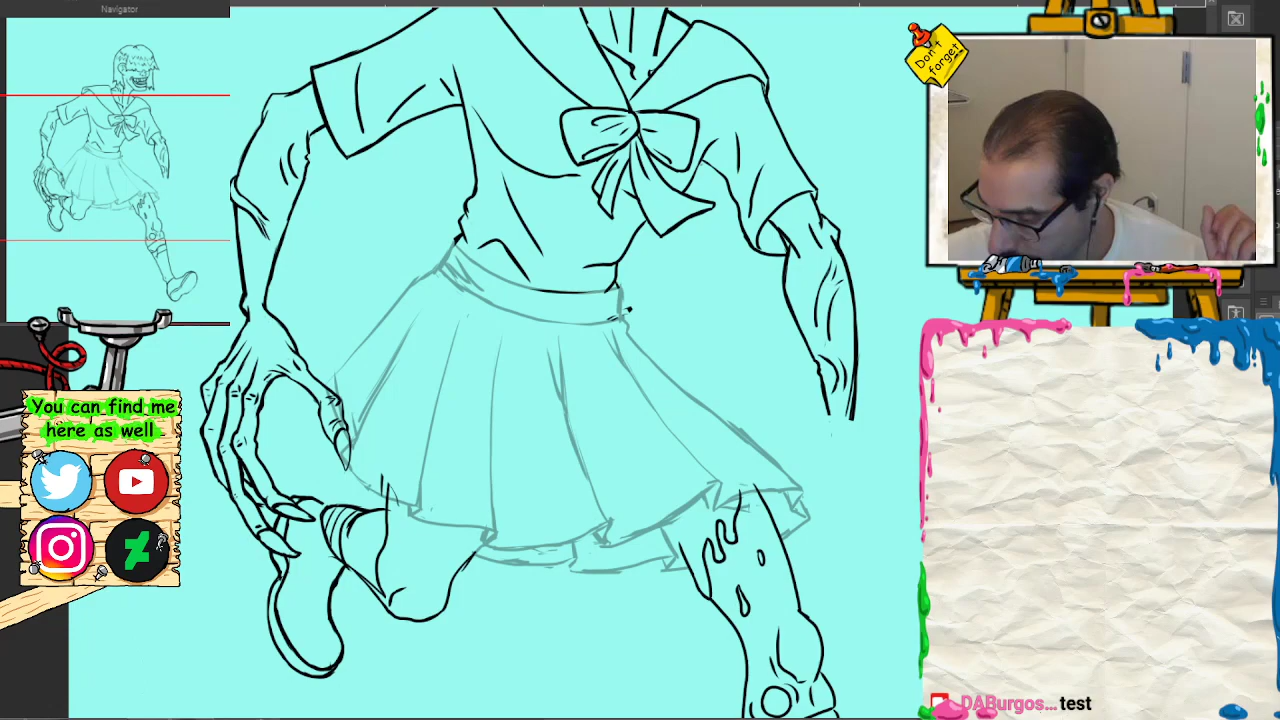 Navigator
Don't
forget
You can find me
here as well
DABurgos... test